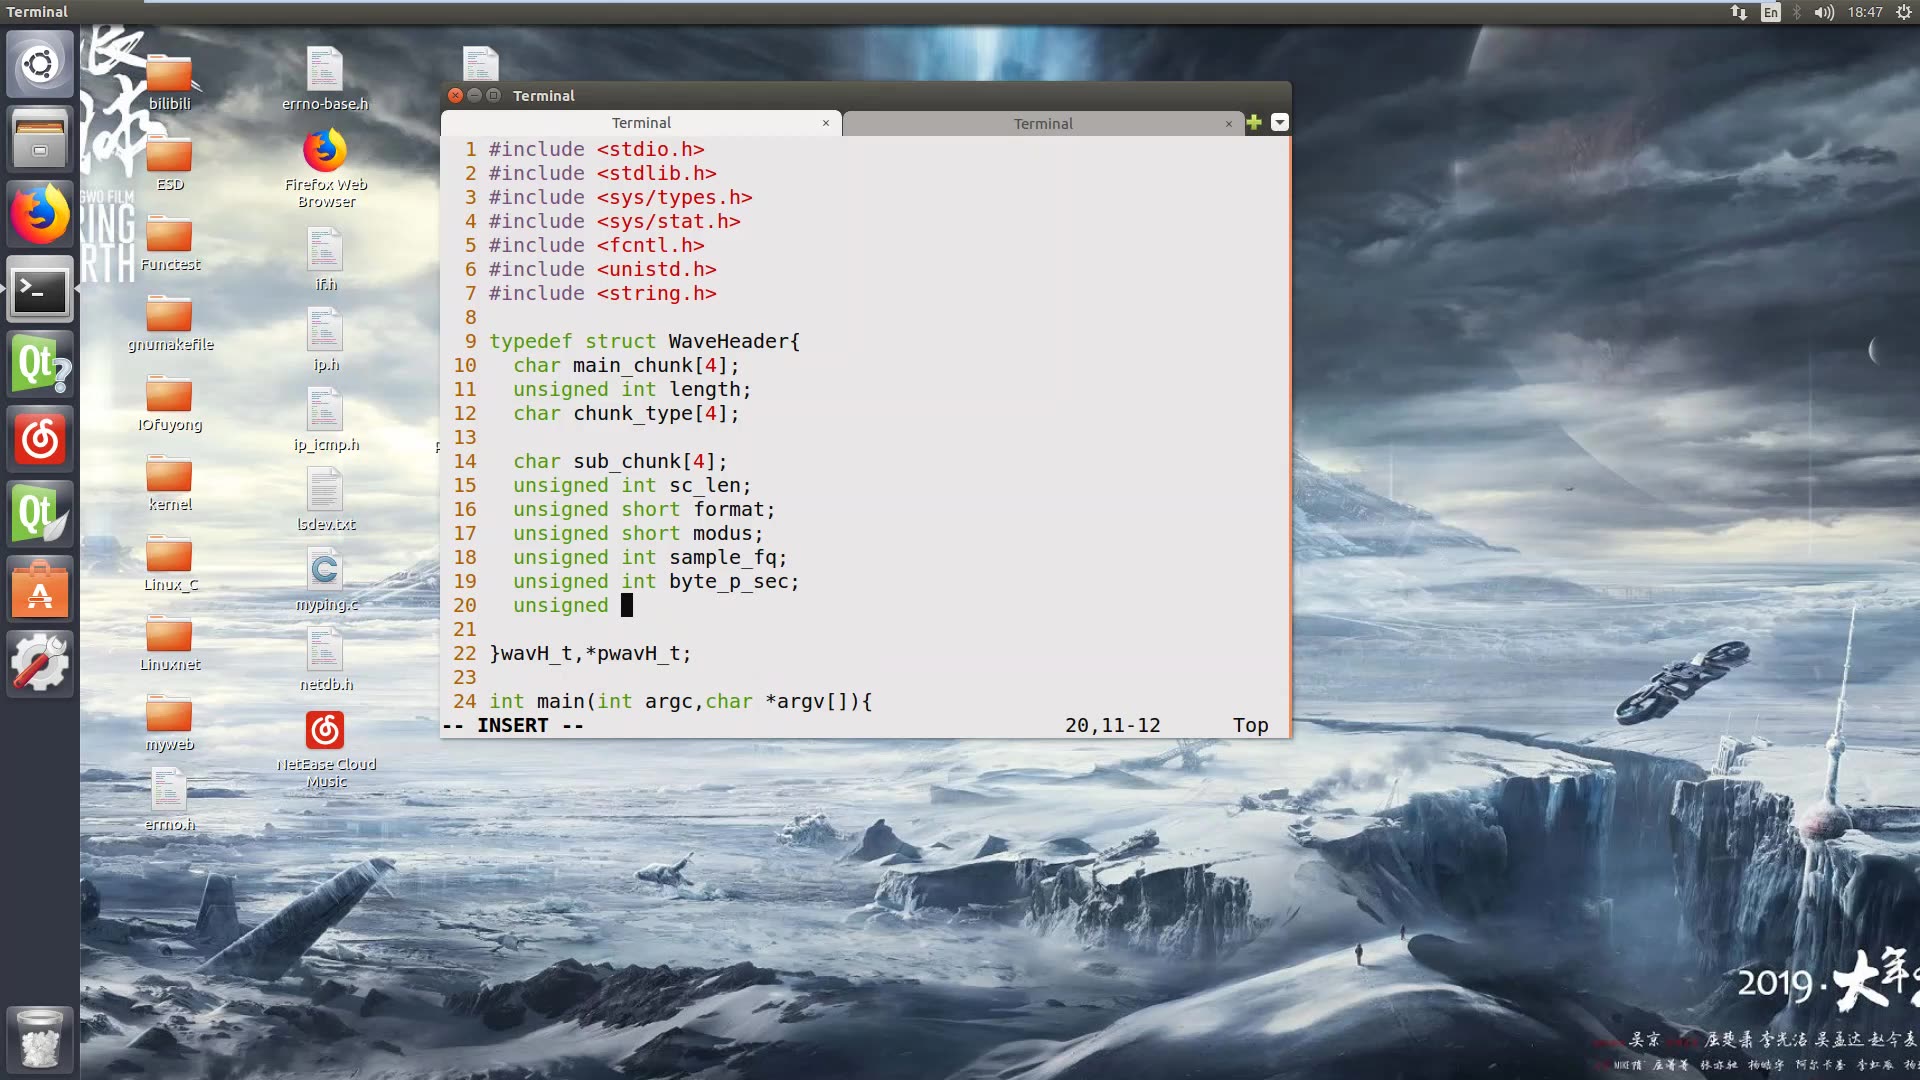 Terminal
En
18:47
bilibili
ESD
Functest
gnumakefile
IOfuyong
kernel
Linux_C
Linuxnet
myweb
errno.h
errno-base.h
Firefox Web
Browser
if.h
ip.h
ip_icmp.h
lsdev.txt
myping.c
netdb.h
NetEase Cloud
Music
Terminal
Terminal
Terminal
1 #include <stdio.h>
2 #include <stdlib.h>
3 #include <sys/types.h>
4 #include <sys/stat.h>
5 #include <fcntl.h>
6 #include <unistd.h>
7 #include <string.h>
8
9 typedef struct WaveHeader{
10 char main_chunk[4];
11 unsigned int length;
12 char chunk_type[4];
13
14 char sub_chunk[4];
15 unsigned int sc_len;
16 unsigned short format;
17 unsigned short modus;
18 unsigned int sample_fq;
19 unsigned int byte_p_sec;
20 unsigned
21
22 }wavH_t,*pwavH_t;
23
24 int main(int argc,char *argv[]){
-- INSERT -- 20,11-12 Top
GWO FILM
RING
RTH
Qt
?
Qt
A
2019·大年
吴京 屈楚萧 李光洁 吴孟达 赵今麦